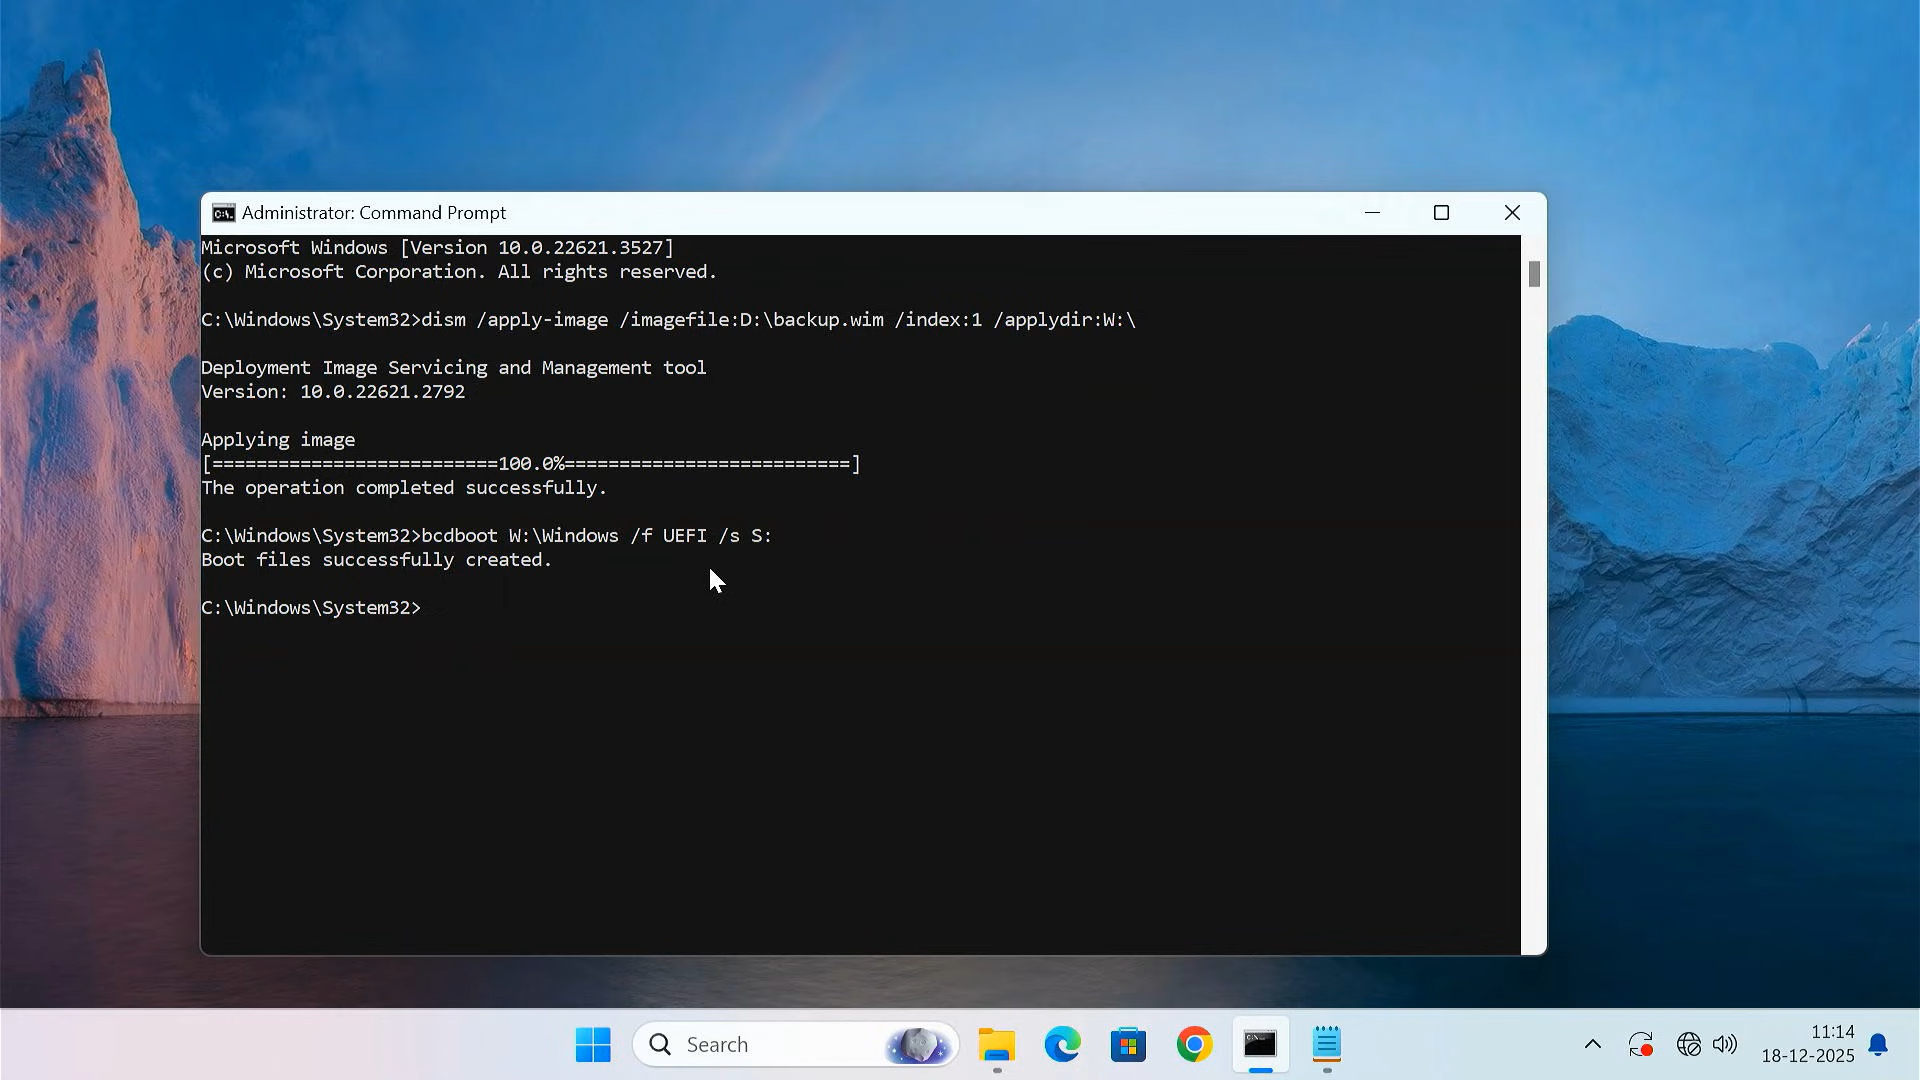 Administrator: Command Prompt
Microsoft Windows [Version 10.0.22621.3527]
(c) Microsoft Corporation. All rights reserved.
C:\Windows\System32>dism /apply-image /imagefile:D:\backup.wim /index:1 /applydir:W:\
Deployment Image Servicing and Management tool
Version: 10.0.22621.2792
Applying image
[==========================100.0%==========================]
The operation completed successfully.
C:\Windows\System32>bcdboot W:\Windows /f UEFI /s S:
Boot files successfully created.
C:\Windows\System32>
Search
11:14
18-12-2025